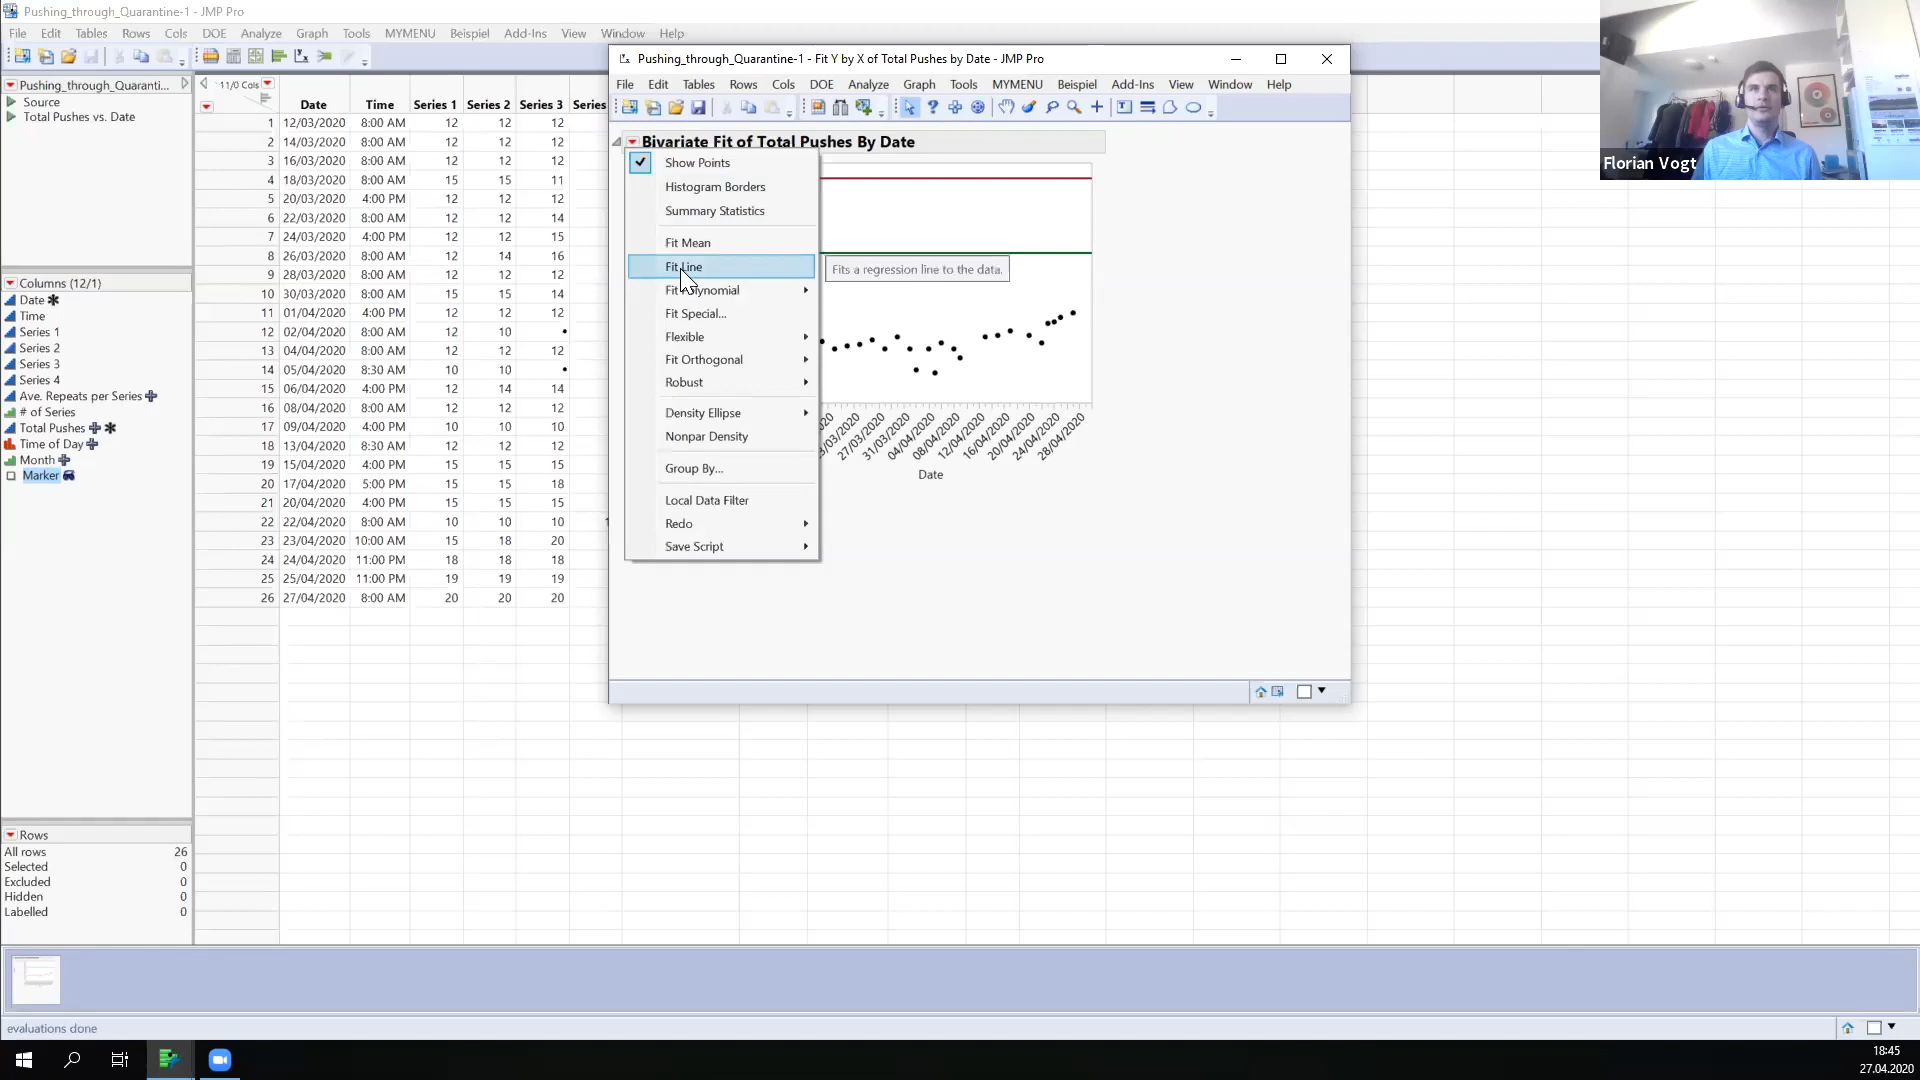 Pushing_through_Quarantine-1 - JMP Pro
File Edit Tables Rows Cols DOE Analyze Graph Tools MYMENU Beispiel Add-Ins View Window Help
Pushing_through_Quaranti...
Source
Total Pushes vs. Date
Columns (12/1)
Date
Time
Series 1
Series 2
Series 3
Series 4
Ave. Repeats per Series
# of Series
Total Pushes
Time of Day
Month
Marker
Rows
All rows 26
Selected 0
Excluded 0
Hidden 0
Labelled 0
11/0 Cols
Date Time Series 1 Series 2 Series 3 Series
1 12/03/2020 8:00 AM 12 12 12
2 14/03/2020 8:00 AM 12 12 12
3 16/03/2020 8:00 AM 12 12 12
4 18/03/2020 8:00 AM 15 15 11
5 20/03/2020 4:00 PM 12 12 12
6 22/03/2020 8:00 AM 12 12 14
7 24/03/2020 4:00 PM 12 12 15
8 26/03/2020 8:00 AM 12 14 16
9 28/03/2020 8:00 AM 12 12 12
10 30/03/2020 8:00 AM 15 15 14
11 01/04/2020 4:00 PM 12 12 12
12 02/04/2020 8:00 AM 12 10 •
13 04/04/2020 8:00 AM 12 12 12
14 05/04/2020 8:30 AM 10 10 •
15 06/04/2020 4:00 PM 12 14 14
16 08/04/2020 8:00 AM 12 12 12
17 09/04/2020 4:00 PM 10 10 10
18 13/04/2020 8:30 AM 12 12 12
19 15/04/2020 4:00 PM 15 15 15
20 17/04/2020 5:00 PM 15 15 18
21 20/04/2020 4:00 PM 15 15 15
22 22/04/2020 8:00 AM 10 10 10 1
23 23/04/2020 10:00 AM 15 18 20
24 24/04/2020 11:00 PM 18 18 18
25 25/04/2020 11:00 PM 19 19 19
26 27/04/2020 8:00 AM 20 20 20
Pushing_through_Quarantine-1 - Fit Y by X of Total Pushes by Date - JMP Pro
File Edit Tables Rows Cols DOE Analyze Graph Tools MYMENU Beispiel Add-Ins View Window Help
Bivariate Fit of Total Pushes By Date
Show Points
Histogram Borders
Summary Statistics
Fit Mean
Fit Line
Fits a regression line to the data.
Fit Special...
Flexible
Fit Orthogonal
Robust
Density Ellipse
Nonpar Density
Group By...
Local Data Filter
Redo
Save Script
27/03/2020 31/03/2020 04/04/2020 08/04/2020 12/04/2020 16/04/2020 20/04/2020 24/04/2020 28/04/2020
Date
Florian Vogt
evaluations done
18:45
27.04.2020